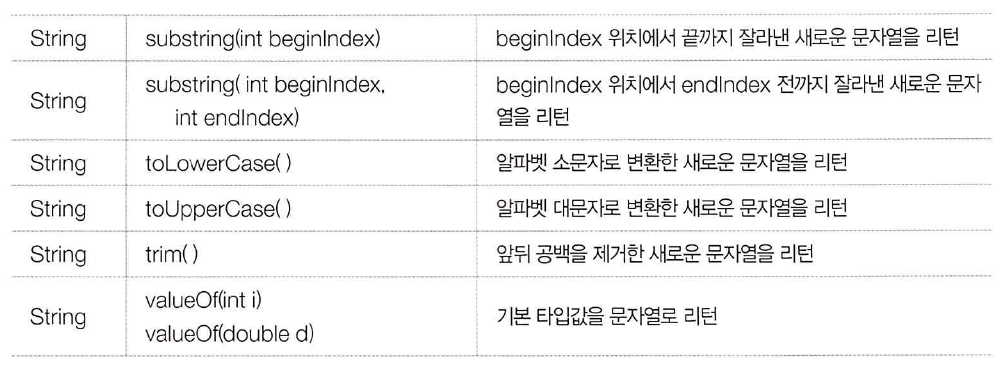 String substring(int beginIndex) beginIndex 위치에서 끝까지 잘라낸 새로운 문자열을 리턴
String substring( int beginIndex, int endIndex) beginIndex 위치에서 endIndex 전까지 잘라낸 새로운 문자
열을 리턴
String toLowerCase( ) 알파벳 소문자로 변환한 새로운 문자열을 리턴
String toUpperCase( ) 알파벳 대문자로 변환한 새로운 문자열을 리턴
String trim( ) 앞뒤 공백을 제거한 새로운 문자열을 리턴
String valueOf(int i)
valueOf(double d) 기본 타입값을 문자열로 리턴